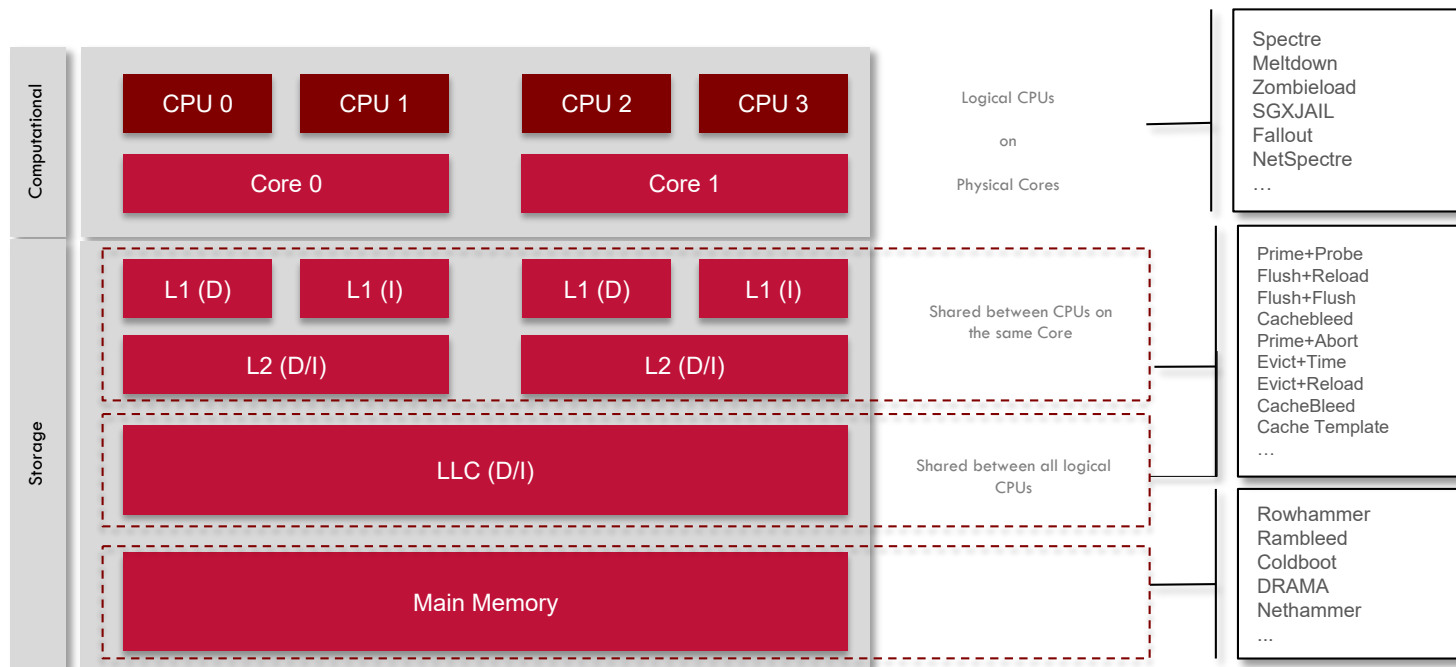 Computational
CPU 0
CPU 1
CPU 2
CPU 3
Core 0
Core 1
Logical CPUs
on
Physical Cores
Spectre
Meltdown
Zombieload
SGXJAIL
Fallout
NetSpectre
…
Storage
L1 (D)
L1 (I)
L1 (D)
L1 (I)
L2 (D/I)
L2 (D/I)
Shared between CPUs on
the same Core
LLC (D/I)
Shared between all logical
CPUs
Prime+Probe
Flush+Reload
Flush+Flush
Cachebleed
Prime+Abort
Evict+Time
Evict+Reload
CacheBleed
Cache Template
…
Main Memory
Rowhammer
Rambleed
Coldboot
DRAMA
Nethammer
...